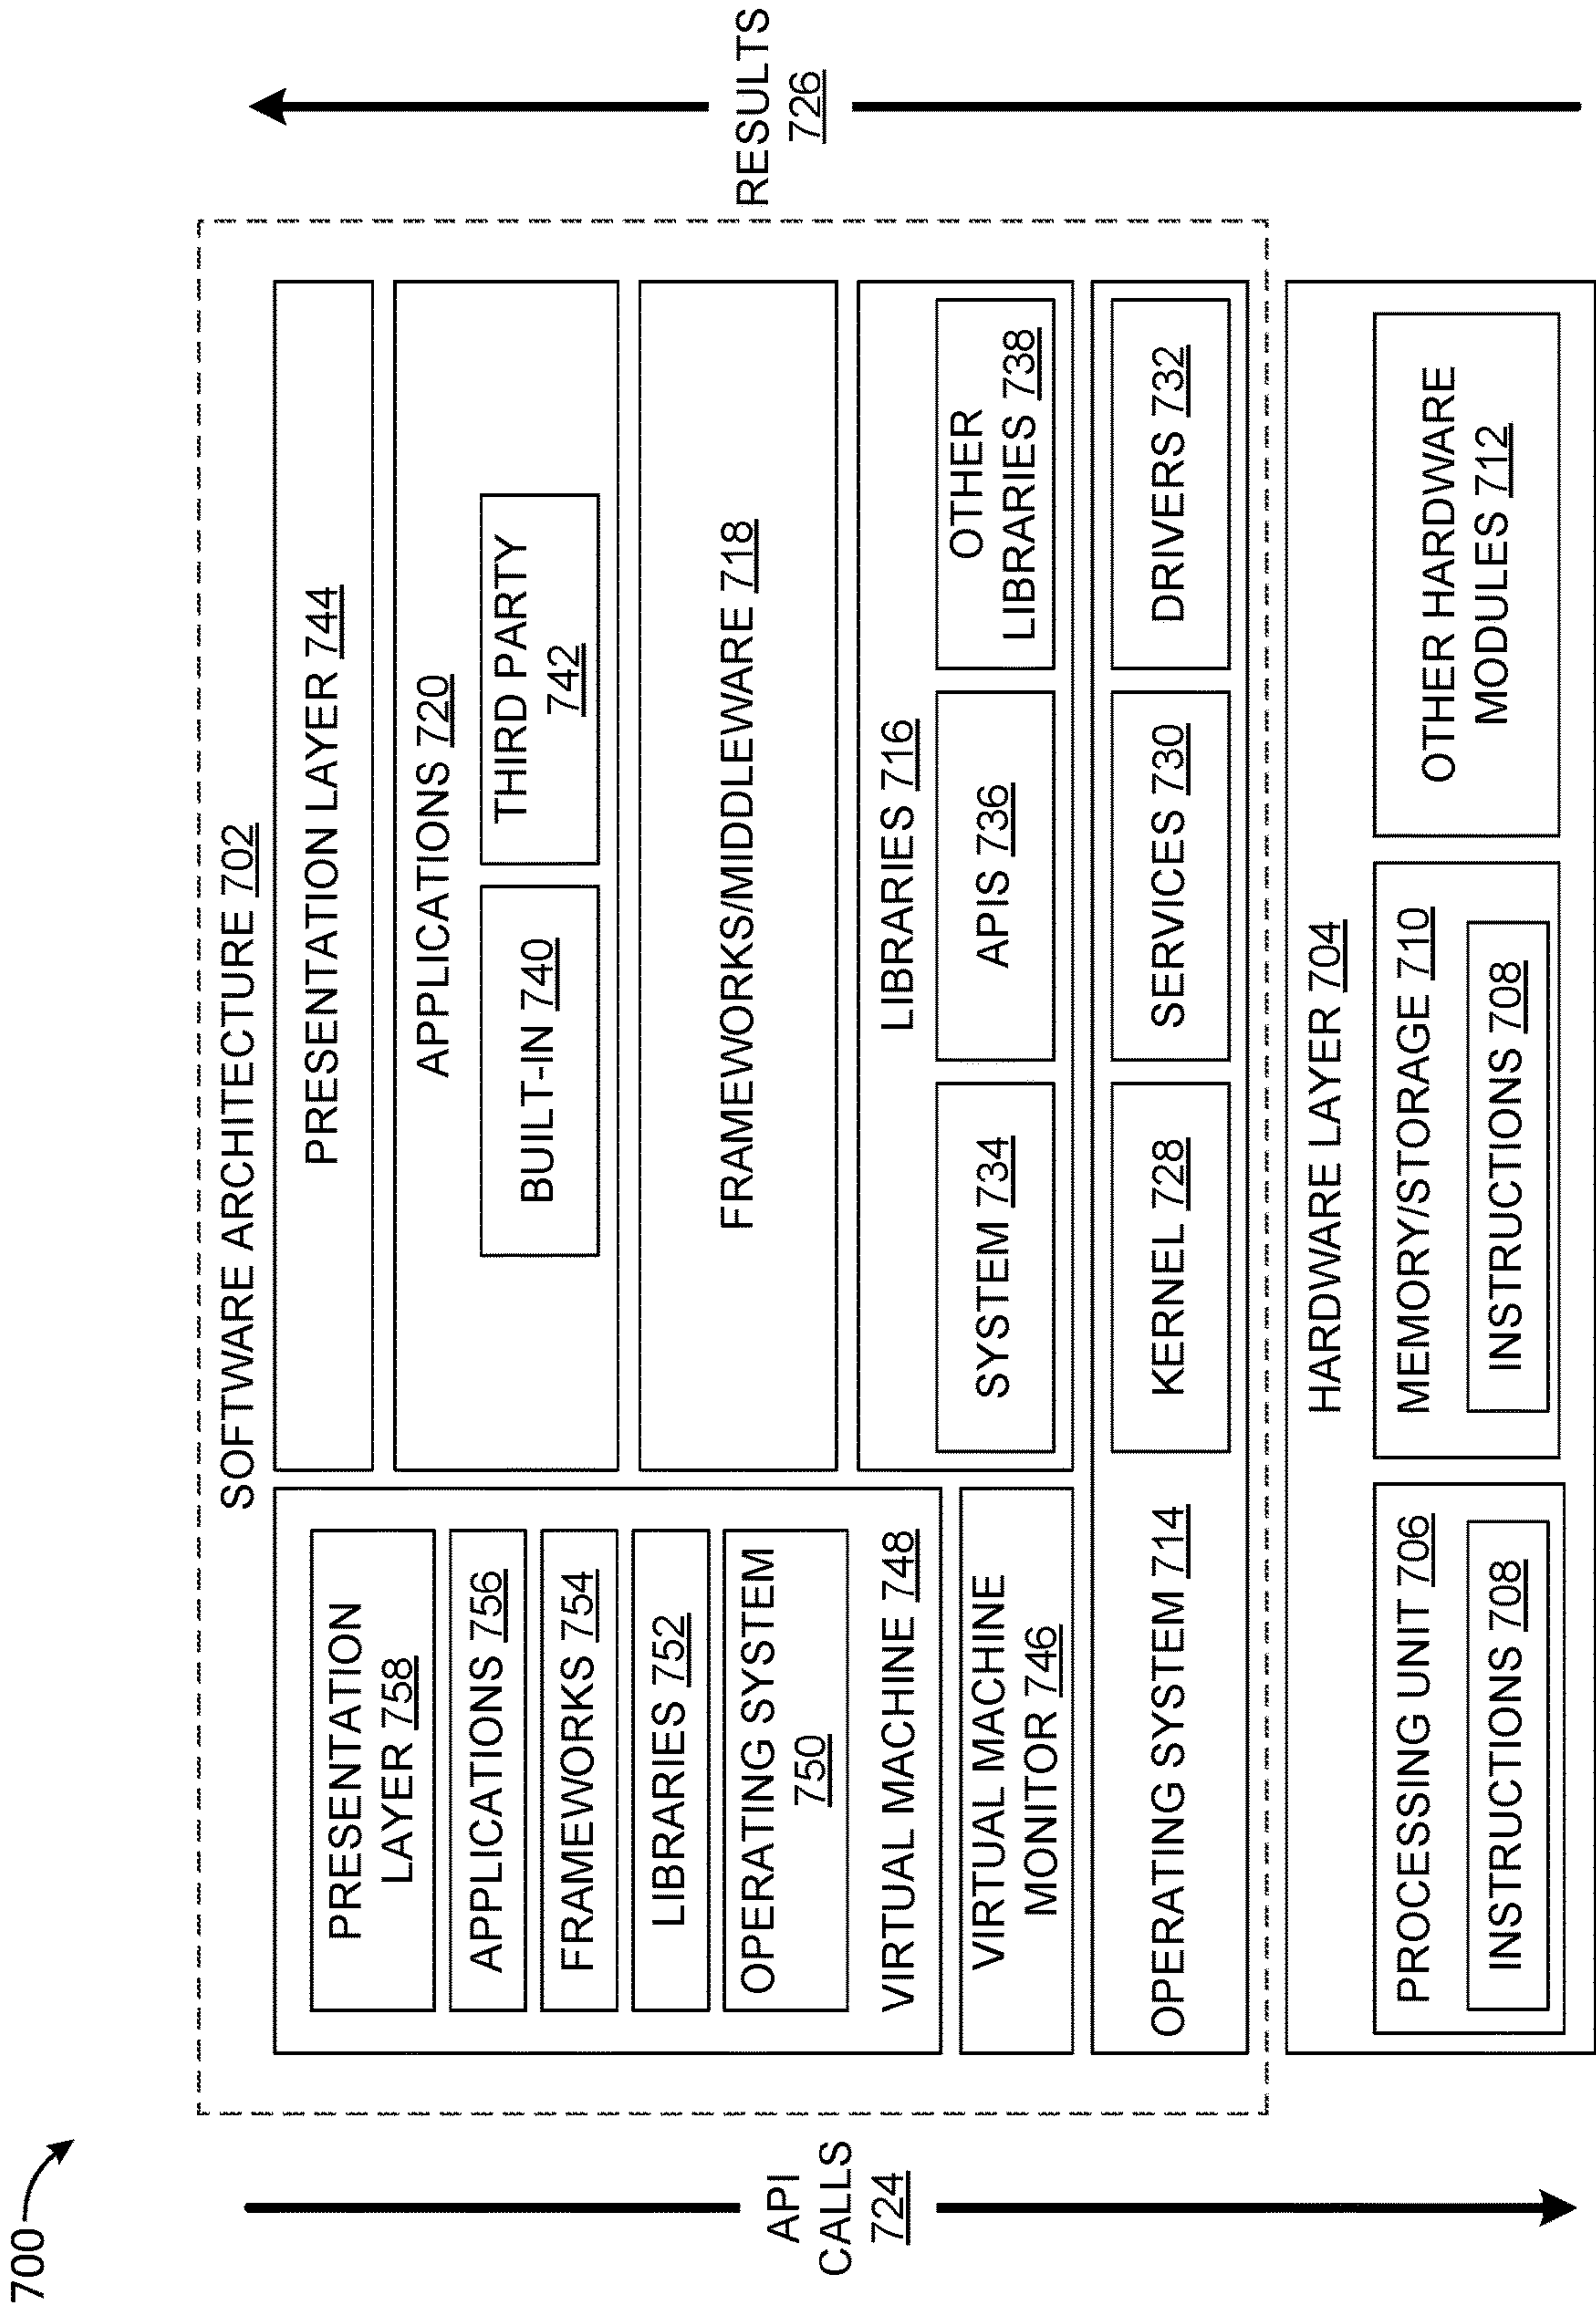 700
SOFTWARE ARCHITECTURE 702
PRESENTATION
LAYER 758
APPLICATIONS 756
FRAMEWORKS 754
LIBRARIES 752
OPERATING SYSTEM
750
VIRTUAL MACHINE 748
VIRTUAL MACHINE
MONITOR 746
PRESENTATION LAYER 744
APPLICATIONS 720
BUILT-IN 740
THIRD PARTY
742
FRAMEWORKS/MIDDLEWARE 718
LIBRARIES 716
SYSTEM 734
APIS 736
OTHER
LIBRARIES 738
OPERATING SYSTEM 714
KERNEL 728
SERVICES 730
DRIVERS 732
HARDWARE LAYER 704
PROCESSING UNIT 706
INSTRUCTIONS 708
MEMORY/STORAGE 710
INSTRUCTIONS 708
OTHER HARDWARE
MODULES 712
API
CALLS
724
RESULTS
726